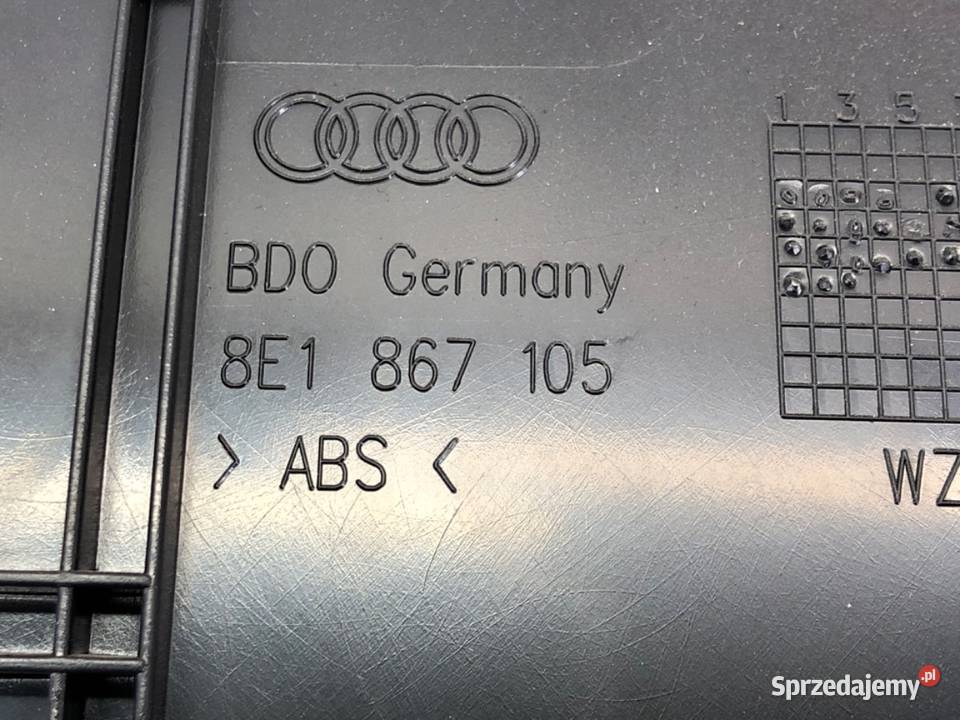 1 3 5
BDO Germany
8E1 867 105
> ABS <
WZ
Sprzedajemy.pl